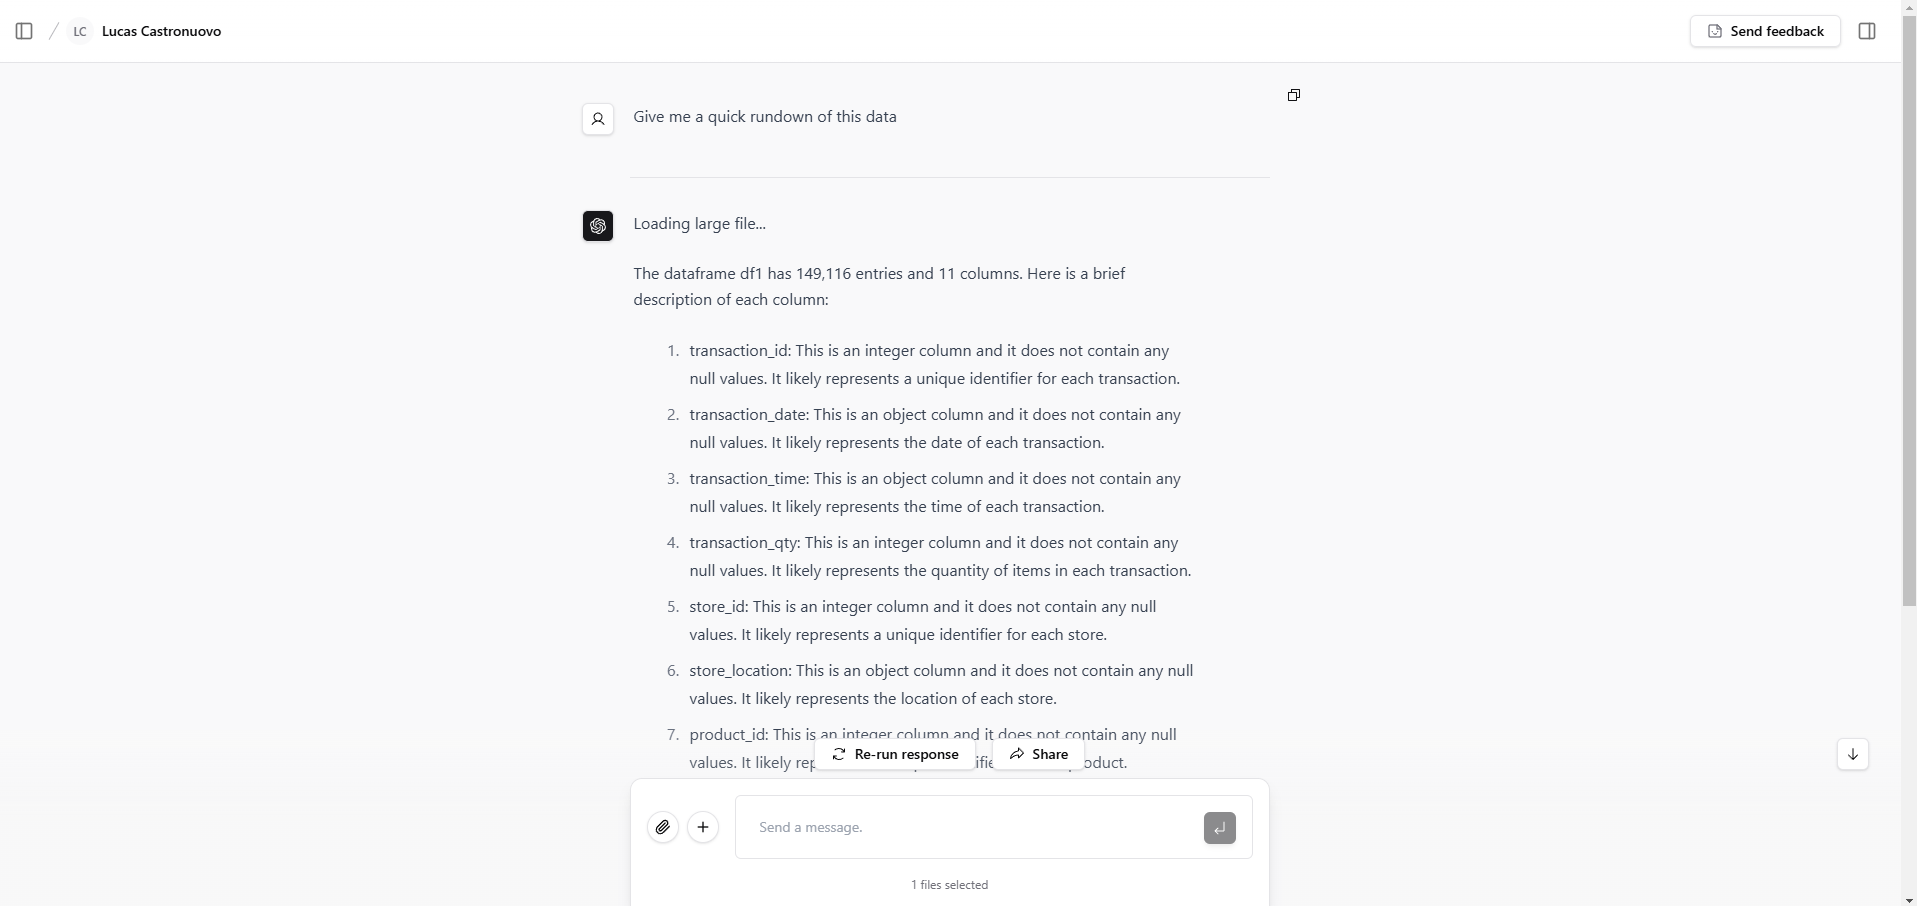 LC Lucas Castronuovo
Send feedback
Give me a quick rundown of this data
Loading large file...
The dataframe df1 has 149,116 entries and 11 columns. Here is a brief
description of each column:
1. transaction_id: This is an integer column and it does not contain any
null values. It likely represents a unique identifier for each transaction.
2. transaction_date: This is an object column and it does not contain any
null values. It likely represents the date of each transaction.
3. transaction_time: This is an object column and it does not contain any
null values. It likely represents the time of each transaction.
4. transaction_qty: This is an integer column and it does not contain any
null values. It likely represents the quantity of items in each transaction.
5. store_id: This is an integer column and it does not contain any null
values. It likely represents a unique identifier for each store.
6. store_location: This is an object column and it does not contain any null
values. It likely represents the location of each store.
7. product_id: This is an integer column and it does not contain any null
values. It likely
Re-run response
Share
Send a message.
1 files selected